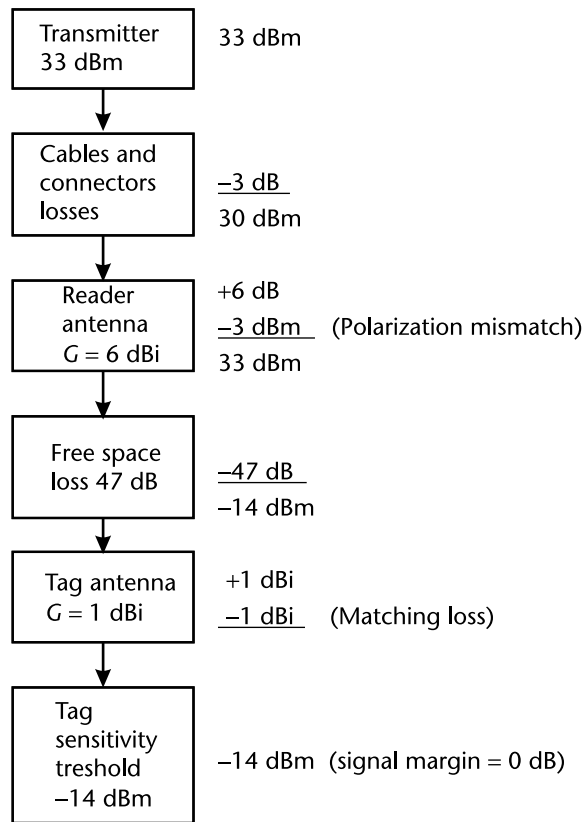 Transmitter
33 dBm
33 dBm
Cables and
connectors
losses
–3 dB
30 dBm
Reader
antenna
G = 6 dBi
+6 dB
–3 dBm (Polarization mismatch)
33 dBm
Free space
loss 47 dB
–47 dB
–14 dBm
Tag antenna
G = 1 dBi
+1 dBi
–1 dBi (Matching loss)
Tag
sensitivity
treshold
–14 dBm
–14 dBm (signal margin = 0 dB)